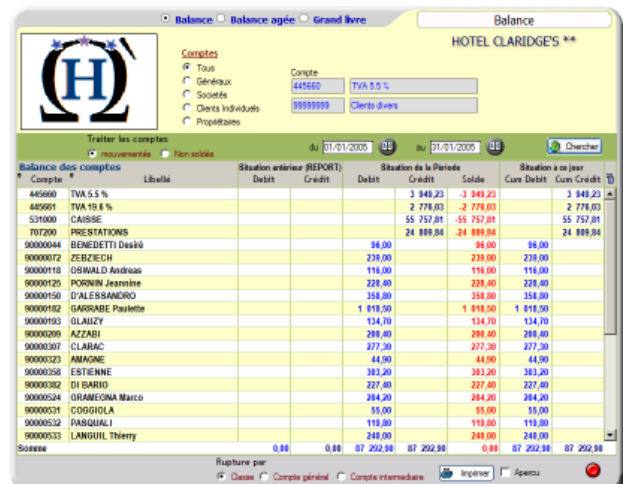 Balance Balance agée Grand livre Balance
HOTEL CLARIDGE'S **
Comptes
Tous
Généraux
Societés
Clients Individuels
Propriétaires
Compte
445660 TVA 5.5 %
99999999 Clients divers
Traiter les comptes
mouvementés Non soldés
du 01/01/2005 au 31/01/2005 Chercher
Balance des comptes Situation antérieur (REPORT) Situation de la Période Situation à ce jour
Compte Libellé Debit Crédit Debit Crédit Solde Cum Debit Cum Crédit
445660 TVA 5.5 % 3 949,23 -3 949,23 3 949,23
445661 TVA 19.6 % 2 776,03 -2 776,03 2 776,03
531000 CAISSE 55 757,81 -55 757,81 55 757,81
707200 PRESTATIONS 24 809,84 -24 809,84 24 809,84
90000044 BENEDETTI Desiré 96,00 96,00 96,00
90000072 ZEBZIECH 239,00 239,00 239,00
90000118 OSWALD Andreas 116,00 116,00 116,00
90000125 PORNIN Jeannine 228,40 228,40 228,40
90000150 D'ALESSANDRO 358,80 358,80 358,80
90000182 GARRABE Paulette 1 018,50 1 018,50 1 018,50
90000193 GLAUZY 134,70 134,70 134,70
90000209 AZZABI 200,40 200,40 200,40
90000307 CLARAC 277,30 277,30 277,30
90000323 AMAGNE 44,90 44,90 44,90
90000358 ESTIENNE 303,20 303,20 303,20
90000382 DI BARIO 227,40 227,40 227,40
90000524 GRAMEGNA Marco 204,20 204,20 204,20
90000531 COGGIOLA 55,00 55,00 55,00
90000532 PASQUALI 119,80 119,80 119,80
90000533 LANGUIL Thierry 240,00 240,00 240,00
Somme 0,00 0,00 87 292,90 87 292,90 0,00 87 292,90 87 292,90
Rupture par
Classe Compte général Compte intermediaire Imprimer Apercu